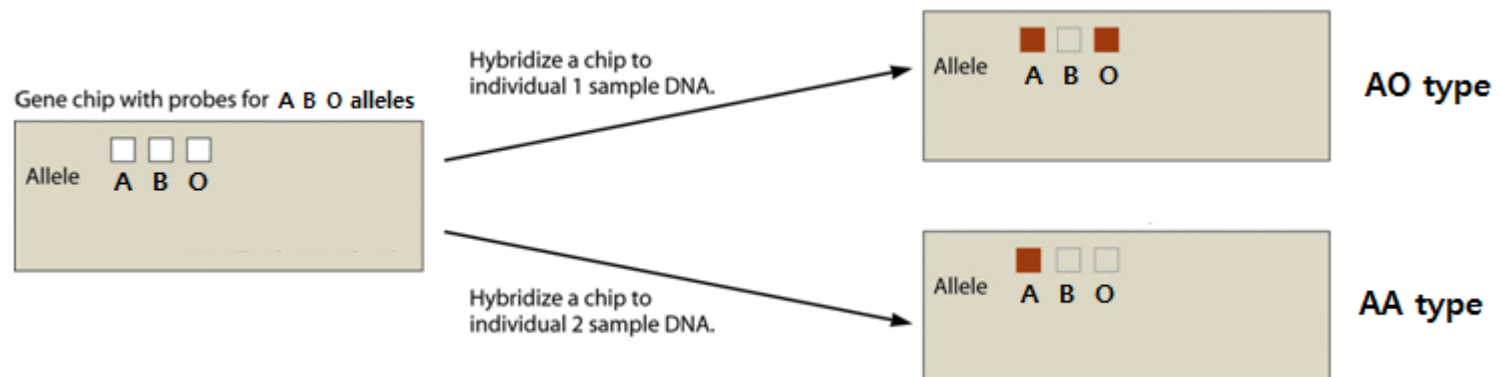 Gene chip with probes for A B O alleles
Allele
A B O
Hybridize a chip to
individual 1 sample DNA.
Allele
A B O
AO type
Hybridize a chip to
individual 2 sample DNA.
Allele
A B O
AA type